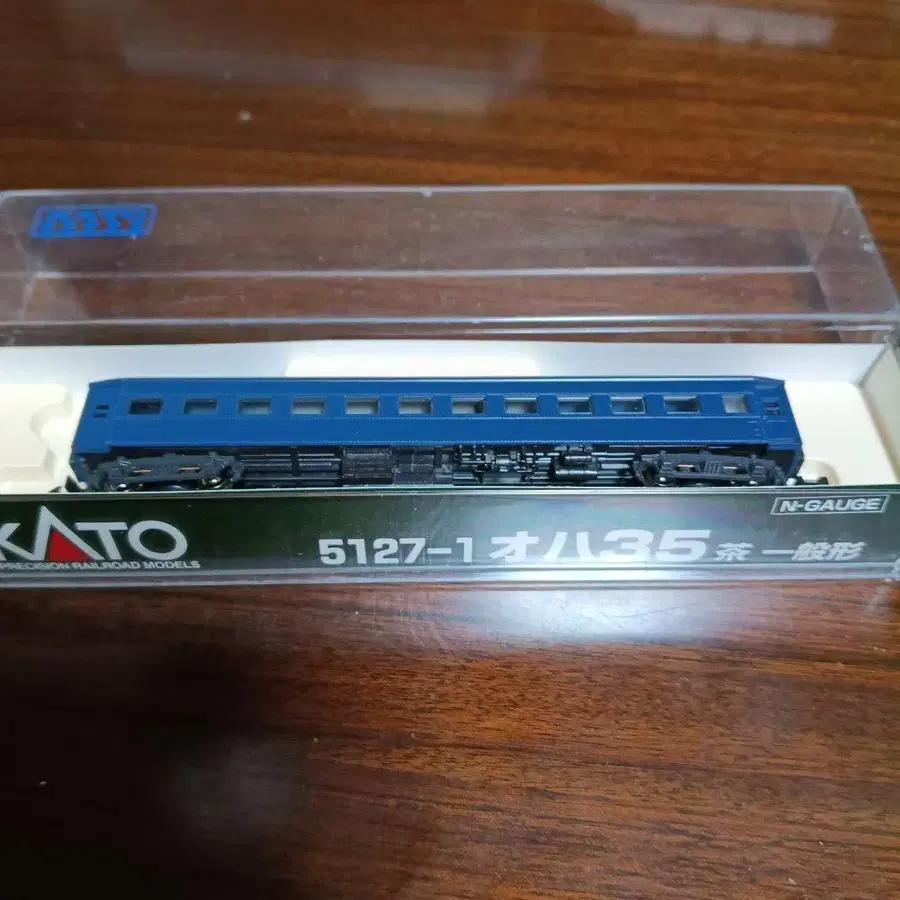 N-GAUGE
KATO
PRECISION RAILROAD MODELS
5127-1 オハ35 茶 一般形